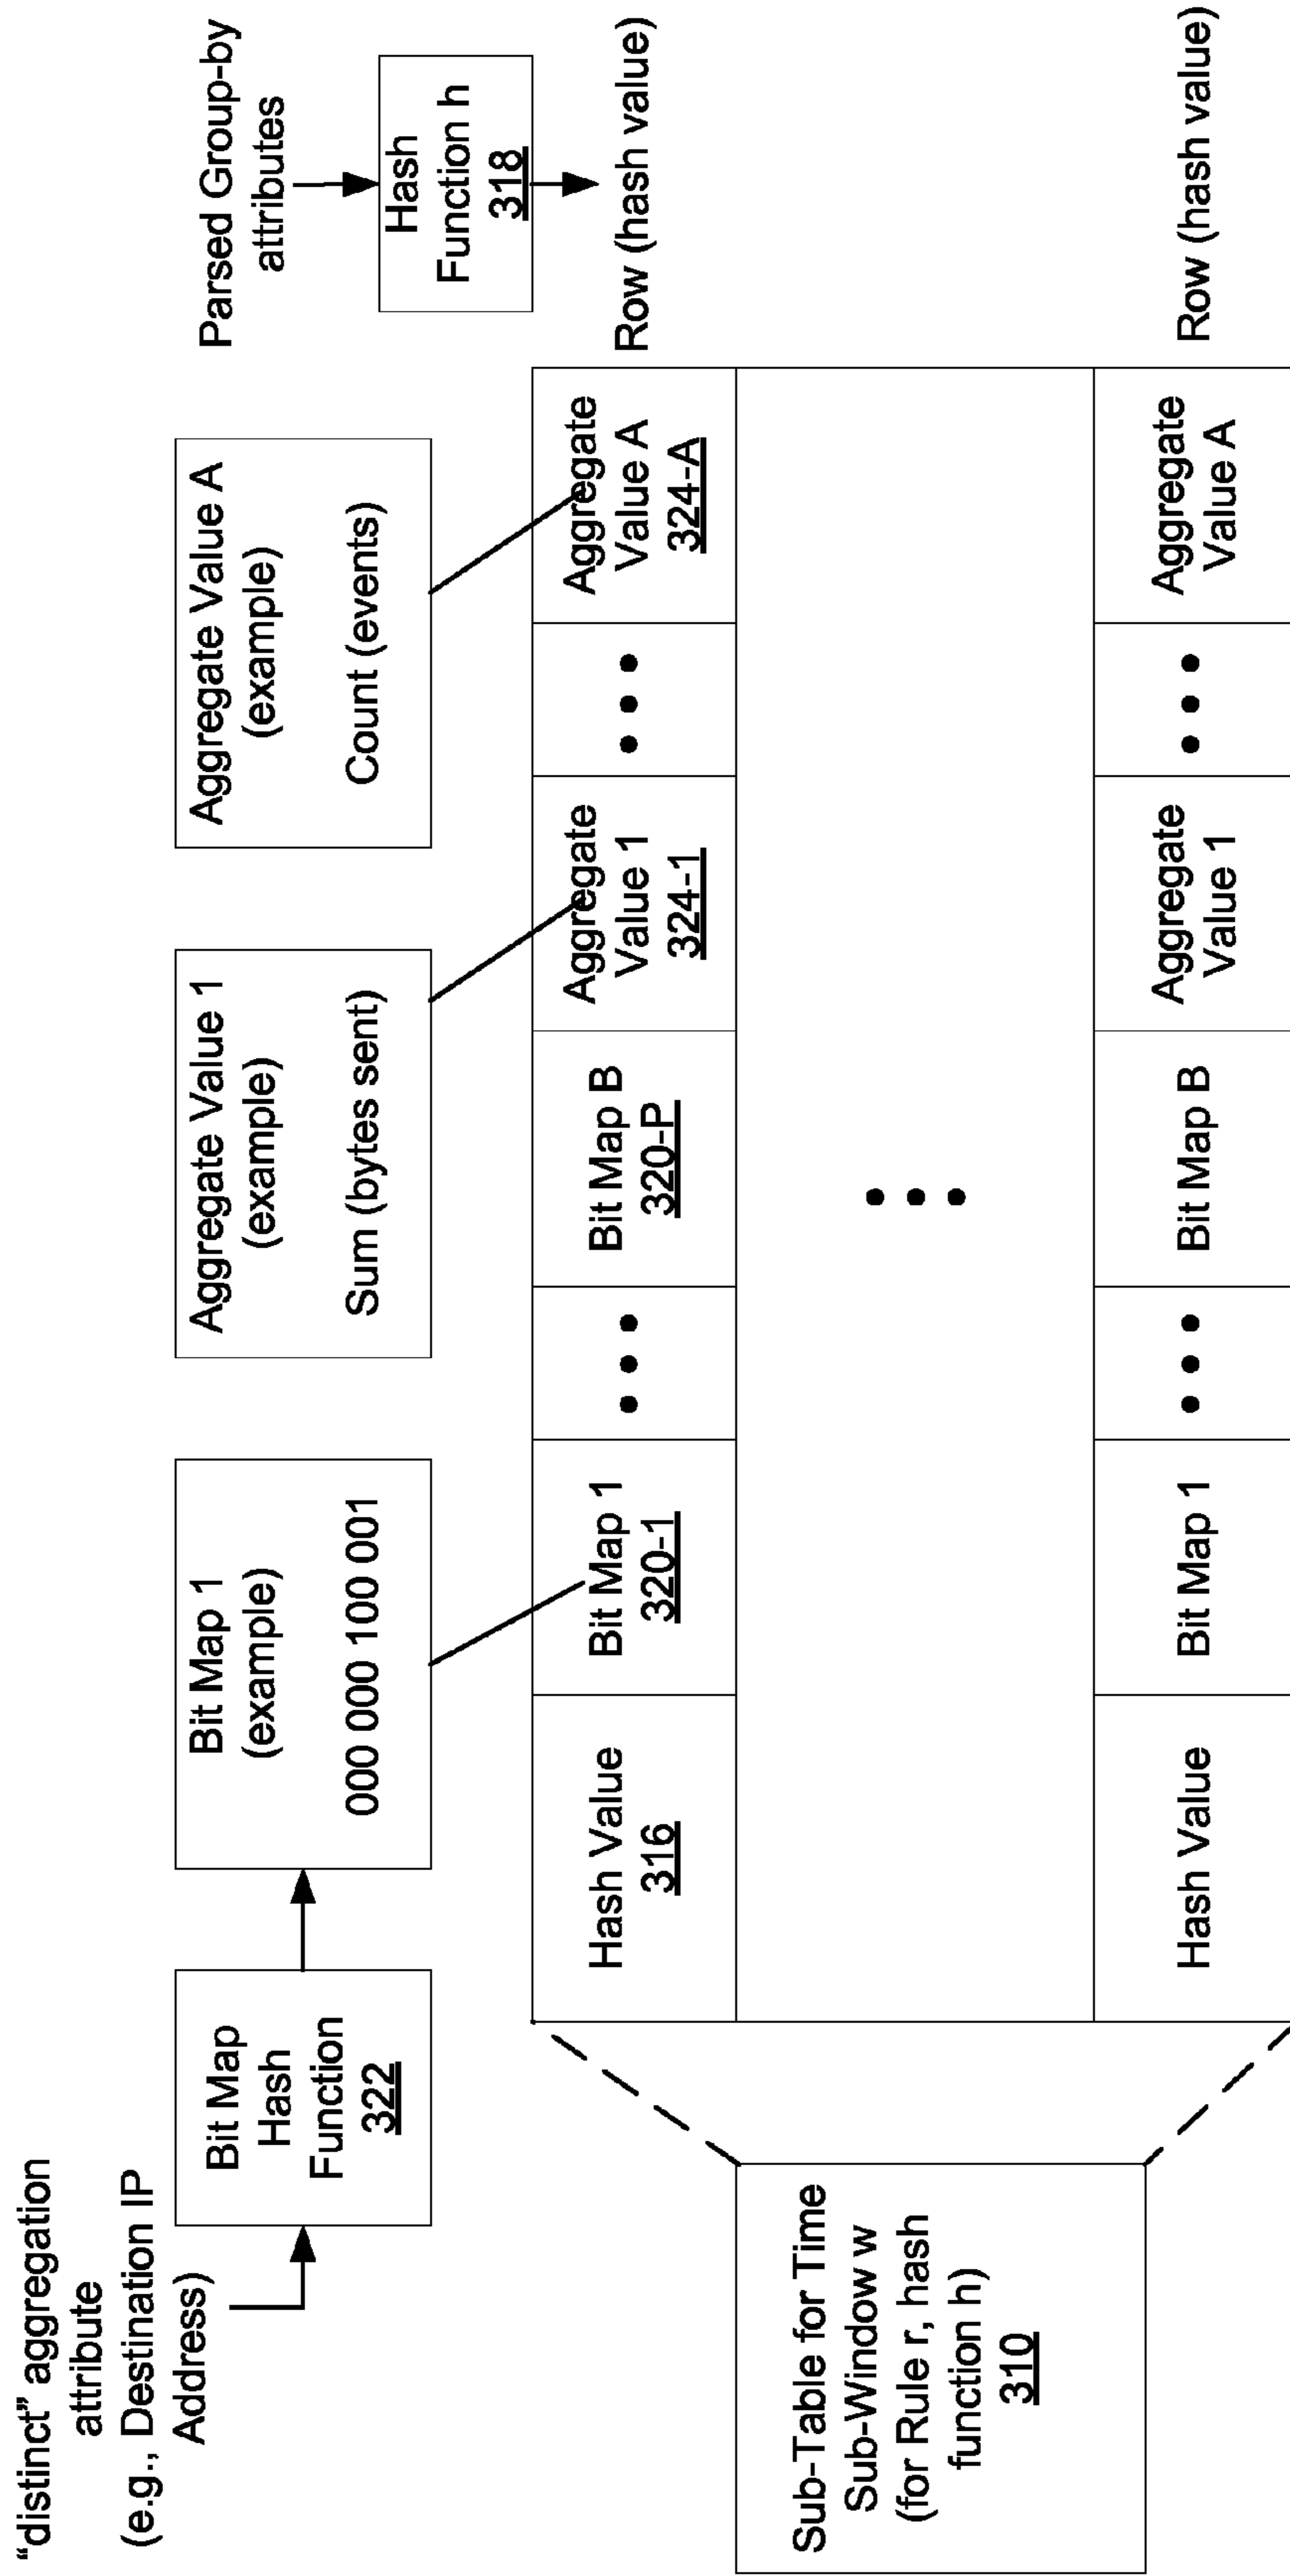 “distinct” aggregation
attribute
(e.g., Destination IP
Address)
Bit Map
Hash
Function
322
Bit Map 1
(example)
000 000 100 001
Aggregate Value 1
(example)
Sum (bytes sent)
Aggregate Value A
(example)
Count (events)
Parsed Group-by
attributes
Hash
Function h
318
Row (hash value)
Sub-Table for Time
Sub-Window w
(for Rule r, hash
function h)
310
Hash Value
316
Bit Map 1
320-1
Bit Map B
320-P
Aggregate
Value 1
324-1
Aggregate
Value A
324-A
Hash Value
Bit Map 1
Bit Map B
Aggregate
Value 1
Aggregate
Value A
Row (hash value)